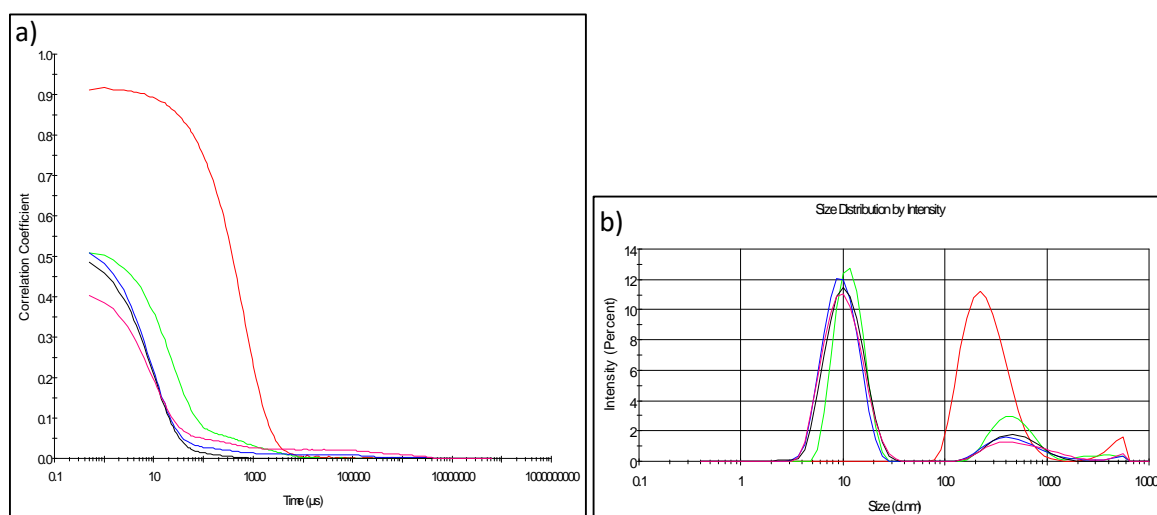 a)
1.0
0.9
0.8
0.7
0.6
0.5
0.4
0.3
0.2
0.1
0.0
Correlation Coefficient
0.1 10 1000 100000 10000000 1000000000
Time (µs)
b)
Size Distribution by Intensity
14
12
10
8
6
4
2
0
Intensity (Percent)
0.1 1 10 100 1000 10000
Size (d.nm)